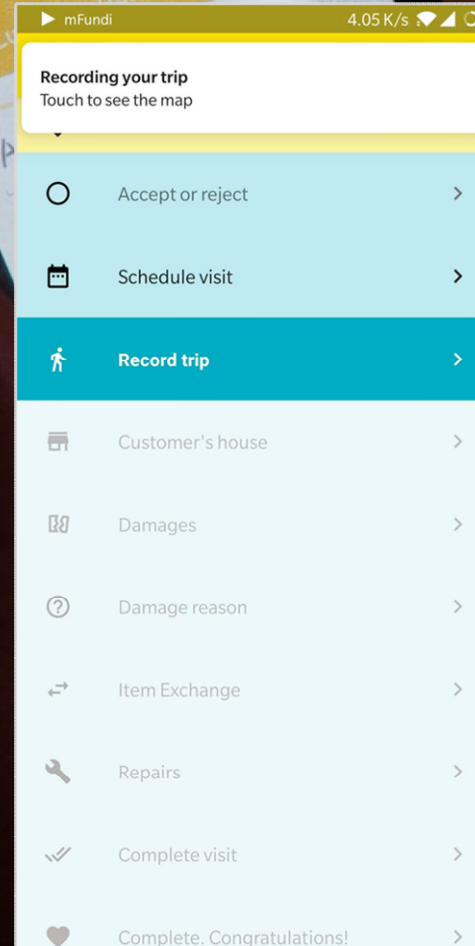 mFundi 4.05 K/s
Recording your trip
Touch to see the map
Accept or reject
Schedule visit
Record trip
Customer's house
Damages
Damage reason
Item Exchange
Repairs
Complete visit
Complete. Congratulations!